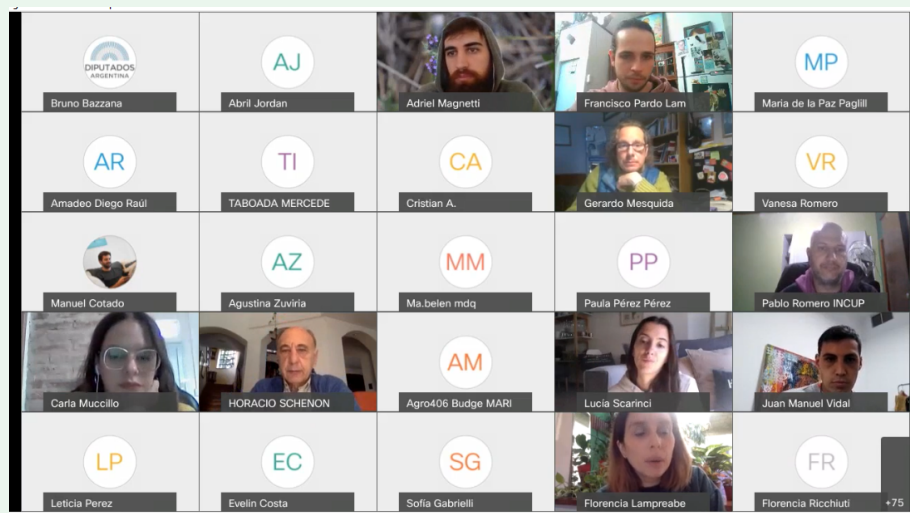 DIPUTADOS
ARGENTINA
Bruno Bazzana
AJ
Abril Jordan
Adriel Magnetti
Francisco Pardo Lam
MP
Maria de la Paz Paglill
AR
Amadeo Diego Raúl
TI
TABOADA MERCEDE
CA
Cristian A.
Gerardo Mesquida
VR
Vanesa Romero
Manuel Cotado
AZ
Agustina Zuviria
MM
Ma.belen mdq
PP
Paula Pérez Pérez
Pablo Romero INCUP
Carla Muccillo
HORACIO SCHENON
AM
Agro406 Budge MARI
Lucía Scarinci
Juan Manuel Vidal
LP
Leticia Perez
EC
Evelin Costa
SG
Sofía Gabrielli
Florencia Lampreabe
FR
Florencia Ricchiuti
+75